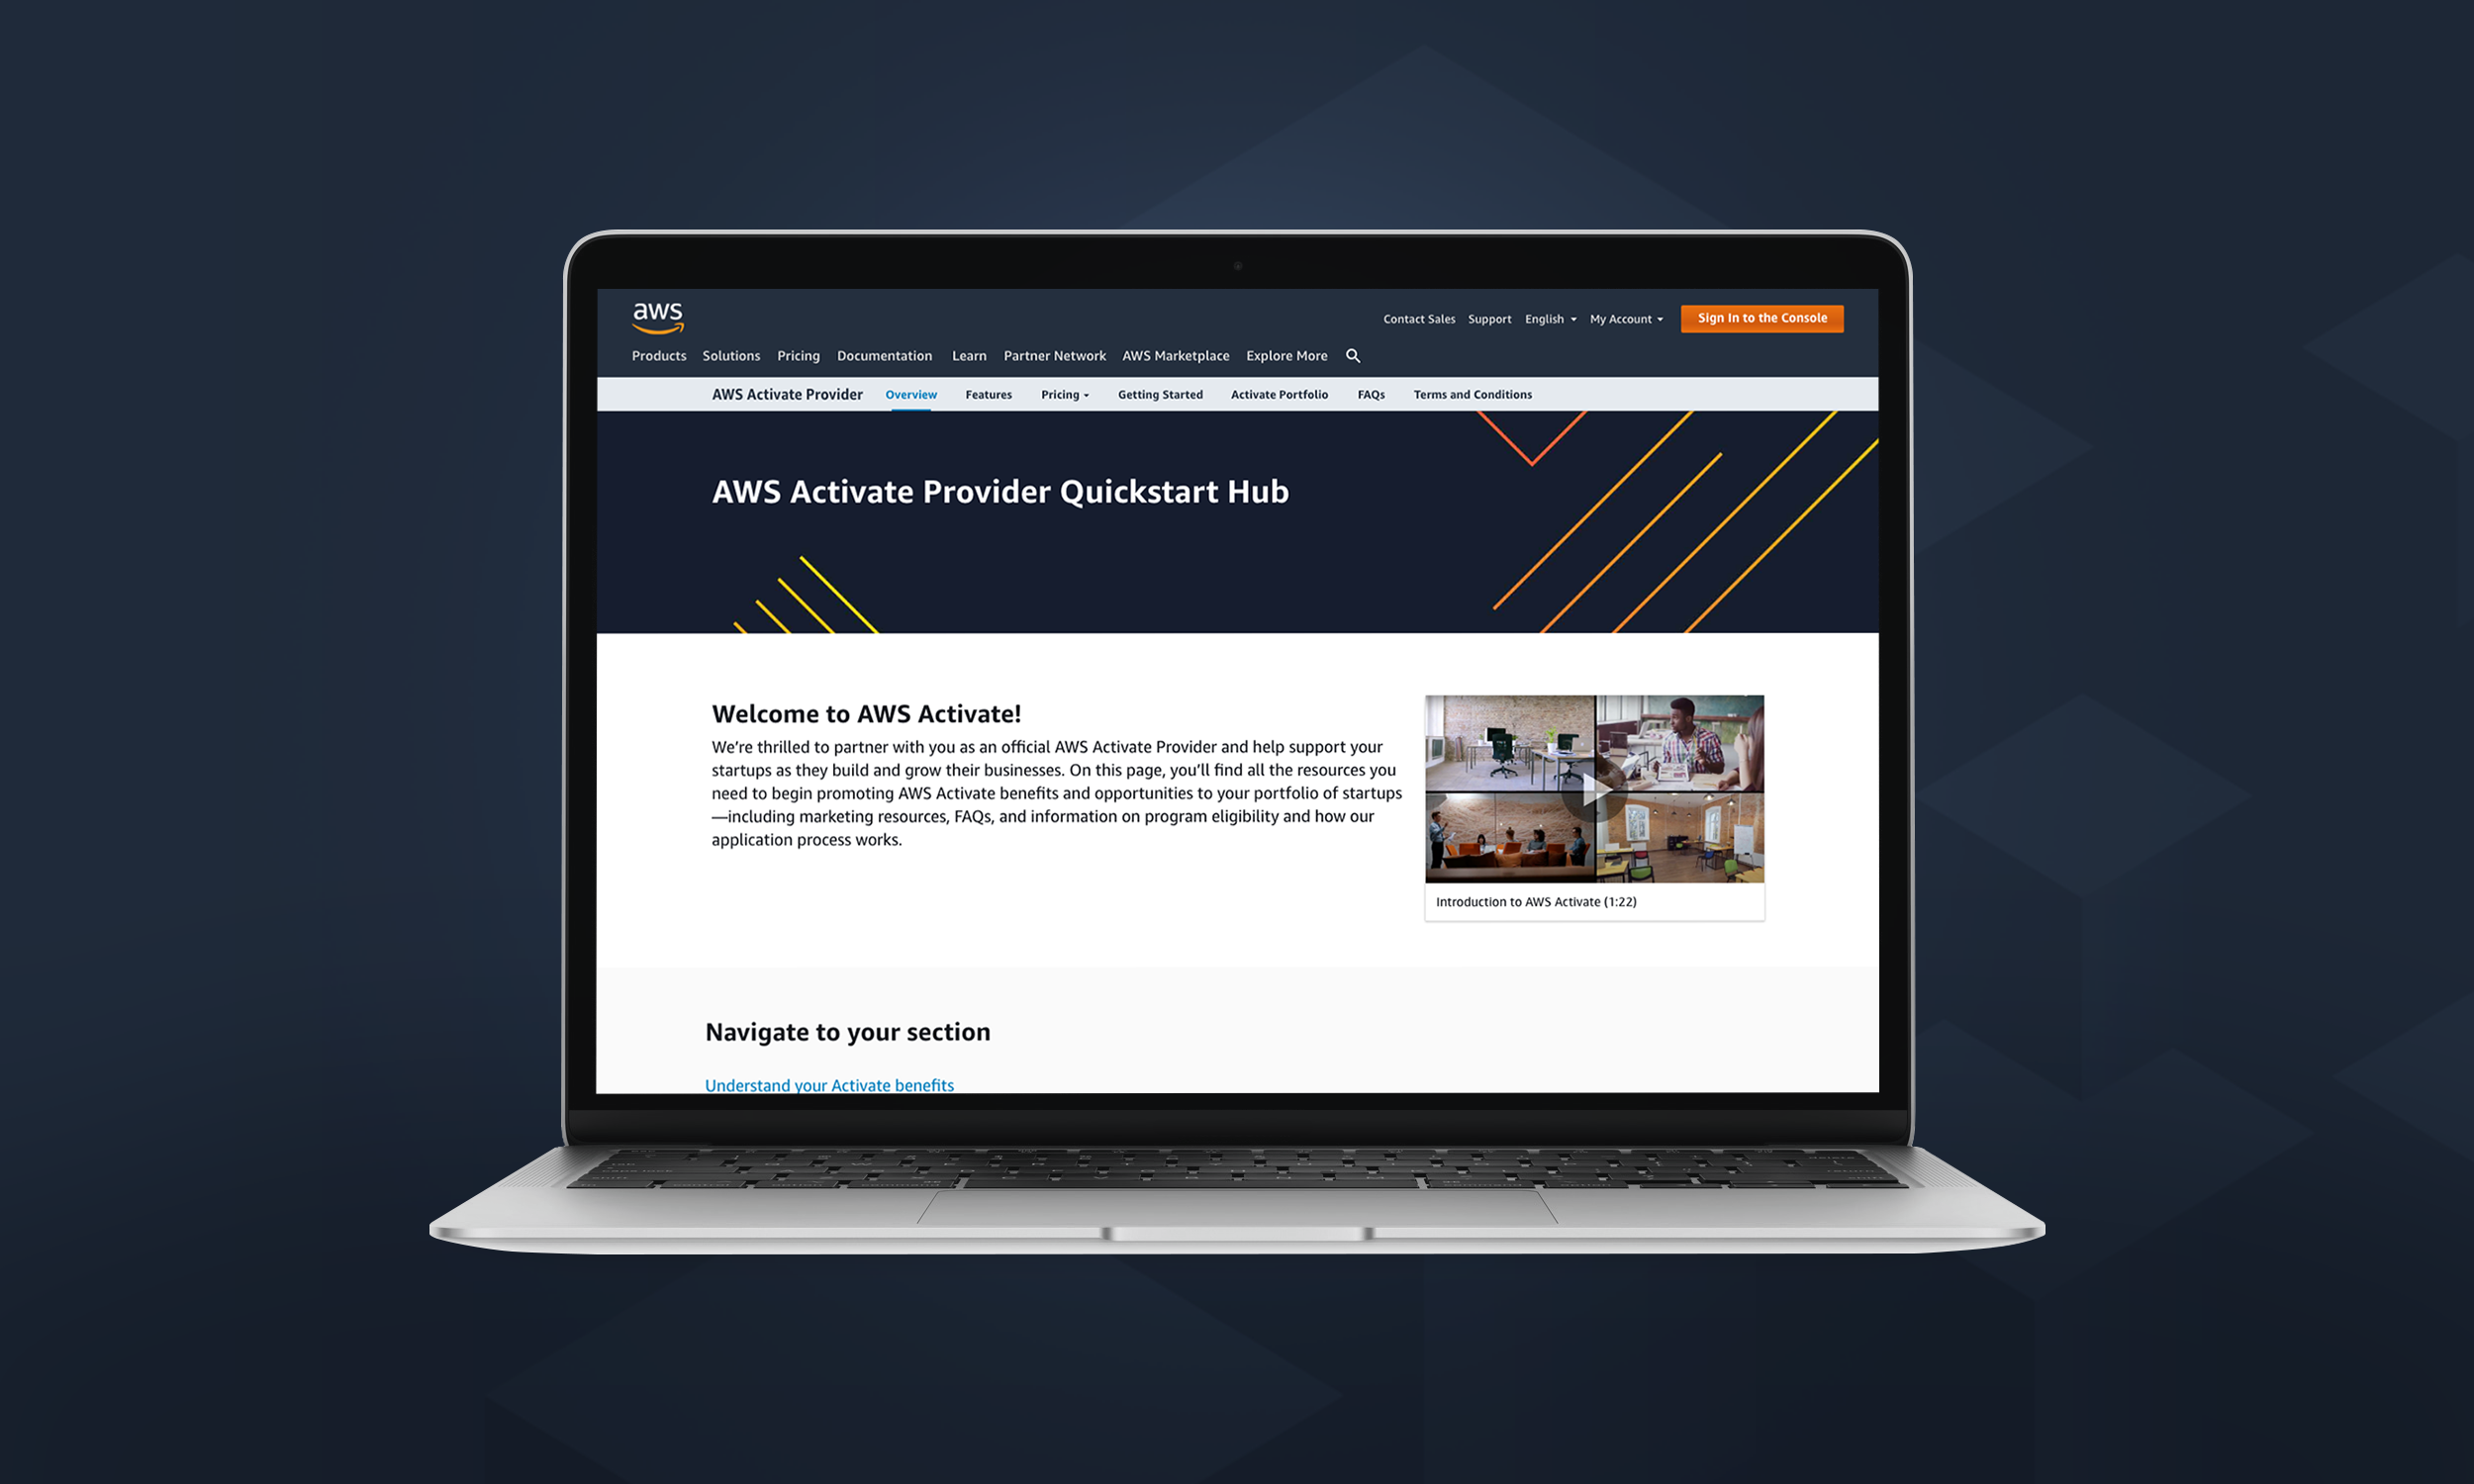 aws
Contact Sales Support English My Account Sign In to the Console
Products Solutions Pricing Documentation Learn Partner Network AWS Marketplace Explore More
AWS Activate Provider Overview Features Pricing Getting Started Activate Portfolio FAQs Terms and Conditions
AWS Activate Provider Quickstart Hub
Welcome to AWS Activate!
We’re thrilled to partner with you as an official AWS Activate Provider and help support your
startups as they build and grow their businesses. On this page, you’ll find all the resources you
need to begin promoting AWS Activate benefits and opportunities to your portfolio of startups
—including marketing resources, FAQs, and information on program eligibility and how our
application process works.
Introduction to AWS Activate (1:22)
Navigate to your section
Understand your Activate benefits